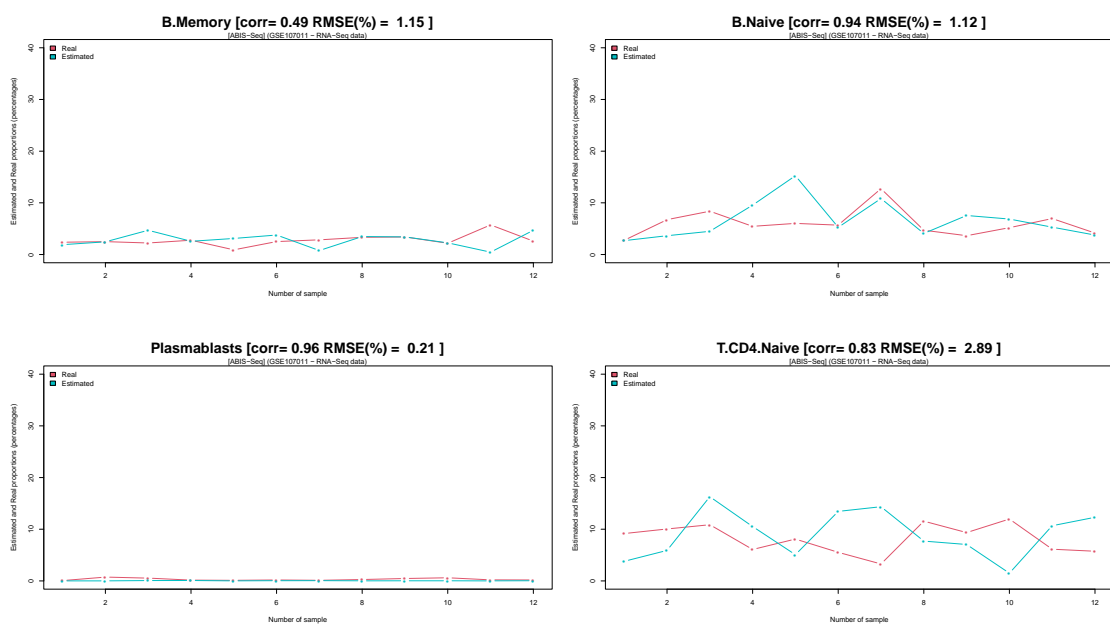 B.Memory [corr= 0.49 RMSE(%) =  1.15 ]
[ABIS−Seq] (GSE107011 − RNA−Seq data)
Real
Estimated
Estimated and Real proportions (percentages)
40
30
20
10
0
2 4 6 8 10 12
Number of sample
B.Naive [corr= 0.94 RMSE(%) =  1.12 ]
[ABIS−Seq] (GSE107011 − RNA−Seq data)
Real
Estimated
Estimated and Real proportions (percentages)
40
30
20
10
0
2 4 6 8 10 12
Number of sample
Plasmablasts [corr= 0.96 RMSE(%) =  0.21 ]
[ABIS−Seq] (GSE107011 − RNA−Seq data)
Real
Estimated
Estimated and Real proportions (percentages)
40
30
20
10
0
2 4 6 8 10 12
Number of sample
T.CD4.Naive [corr= 0.83 RMSE(%) =  2.89 ]
[ABIS−Seq] (GSE107011 − RNA−Seq data)
Real
Estimated
Estimated and Real proportions (percentages)
40
30
20
10
0
2 4 6 8 10 12
Number of sample